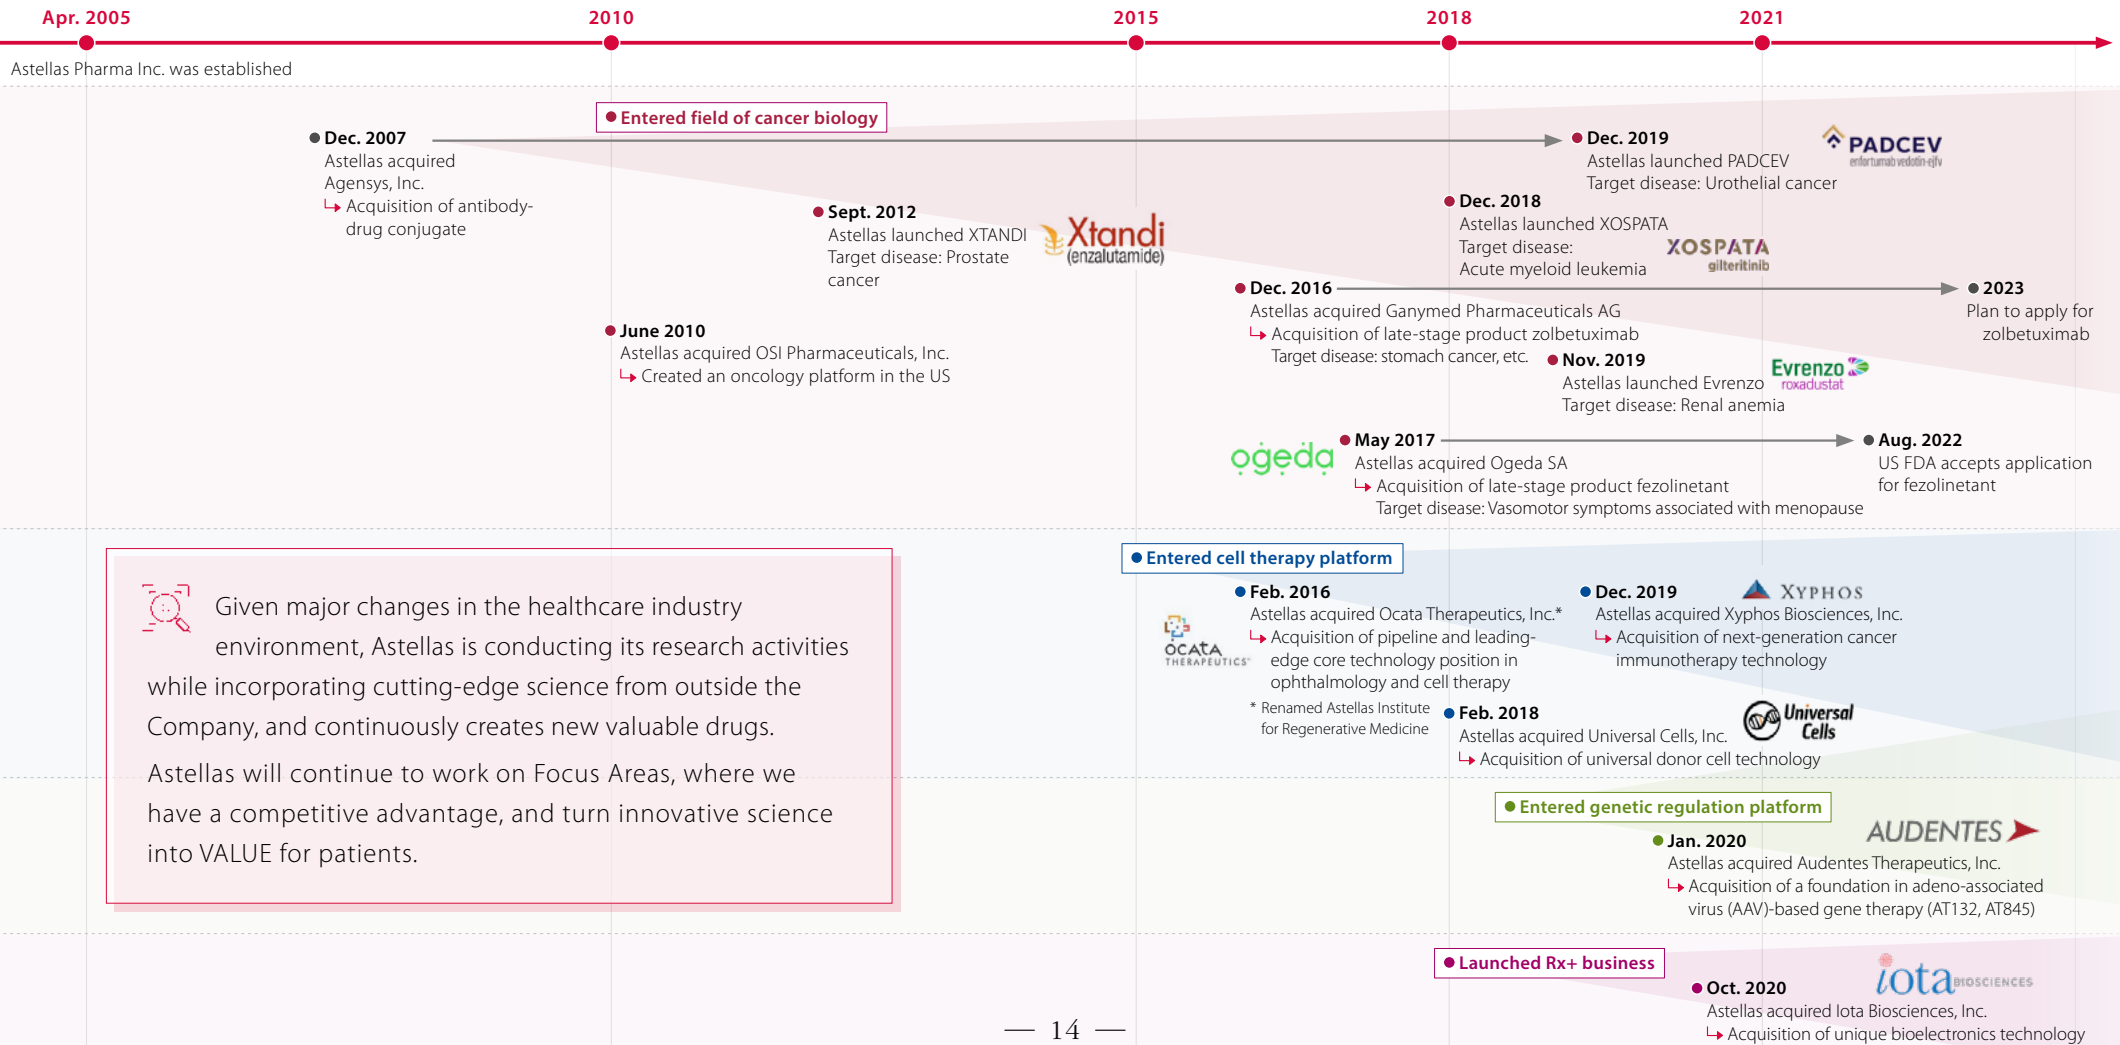 Apr. 2005
2010
2015
2018
2021
Astellas Pharma Inc. was established
Entered field of cancer biology
Dec. 2007
Astellas acquired
Agensys, Inc.
Acquisition of antibody-
drug conjugate
Dec. 2019
Astellas launched PADCEV
Target disease: Urothelial cancer
PADCEV
enfortumab vedotin-ejfv
Sept. 2012
Astellas launched XTANDI
Target disease: Prostate
cancer
Xtandi
(enzalutamide)
Dec. 2018
Astellas launched XOSPATA
Target disease:
Acute myeloid leukemia
XOSPATA
gilteritinib
Dec. 2016
Astellas acquired Ganymed Pharmaceuticals AG
Acquisition of late-stage product zolbetuximab
Target disease: stomach cancer, etc.
2023
Plan to apply for
zolbetuximab
June 2010
Astellas acquired OSI Pharmaceuticals, Inc.
Created an oncology platform in the US
Nov. 2019
Astellas launched Evrenzo
Target disease: Renal anemia
Evrenzo
roxadustat
ogeda
May 2017
Astellas acquired Ogeda SA
Acquisition of late-stage product fezolinetant
Target disease: Vasomotor symptoms associated with menopause
Aug. 2022
US FDA accepts application
for fezolinetant
Given major changes in the healthcare industry
environment, Astellas is conducting its research activities
while incorporating cutting-edge science from outside the
Company, and continuously creates new valuable drugs.
Astellas will continue to work on Focus Areas, where we
have a competitive advantage, and turn innovative science
into VALUE for patients.
Entered cell therapy platform
OCATA
THERAPEUTICS
Feb. 2016
Astellas acquired Ocata Therapeutics, Inc.*
Acquisition of pipeline and leading-
edge core technology position in
ophthalmology and cell therapy
* Renamed Astellas Institute
for Regenerative Medicine
Dec. 2019
Astellas acquired Xyphos Biosciences, Inc.
Acquisition of next-generation cancer
immunotherapy technology
XYPHOS
Feb. 2018
Astellas acquired Universal Cells, Inc.
Acquisition of universal donor cell technology
Universal
Cells
Entered genetic regulation platform
Jan. 2020
Astellas acquired Audentes Therapeutics, Inc.
Acquisition of a foundation in adeno-associated
virus (AAV)-based gene therapy (AT132, AT845)
AUDENTES
Launched Rx+ business
Oct. 2020
Astellas acquired Iota Biosciences, Inc.
Acquisition of unique bioelectronics technology
iota BIOSCIENCES
— 14 —